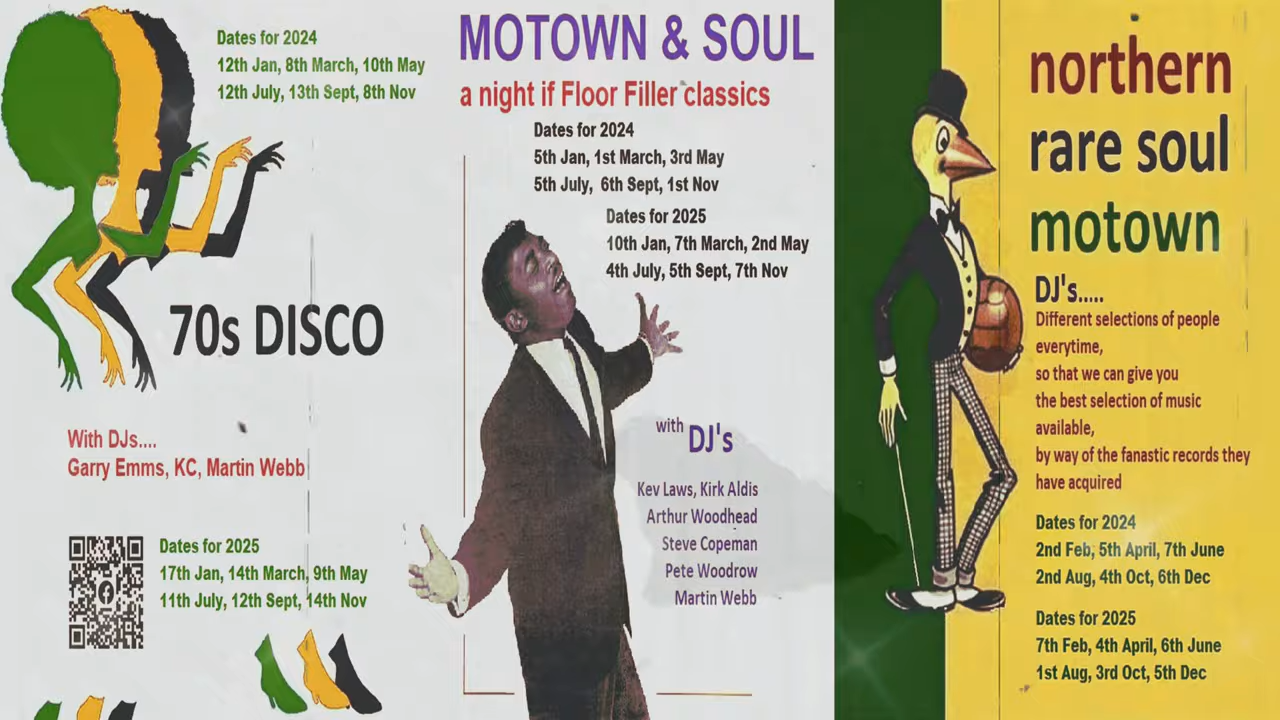 Dates for 2024
12th Jan, 8th March, 10th May
12th July, 13th Sept, 8th Nov
70s DISCO
With DJs....
Garry Emms, KC, Martin Webb
Dates for 2025
17th Jan, 14th March, 9th May
11th July, 12th Sept, 14th Nov
MOTOWN & SOUL
a night if Floor Filler classics
Dates for 2024
5th Jan, 1st March, 3rd May
5th July, 6th Sept, 1st Nov
Dates for 2025
10th Jan, 7th March, 2nd May
4th July, 5th Sept, 7th Nov
with DJ's
Kev Laws, Kirk Aldis
Arthur Woodhead
Steve Copeman
Pete Woodrow
Martin Webb
northern
rare soul
motown
DJ's.....
Different selections of people
everytime,
so that we can give you
the best selection of music
available,
by way of the fanastic records they
have acquired
Dates for 2024
2nd Feb, 5th April, 7th June
2nd Aug, 4th Oct, 6th Dec
Dates for 2025
7th Feb, 4th April, 6th June
1st Aug, 3rd Oct, 5th Dec